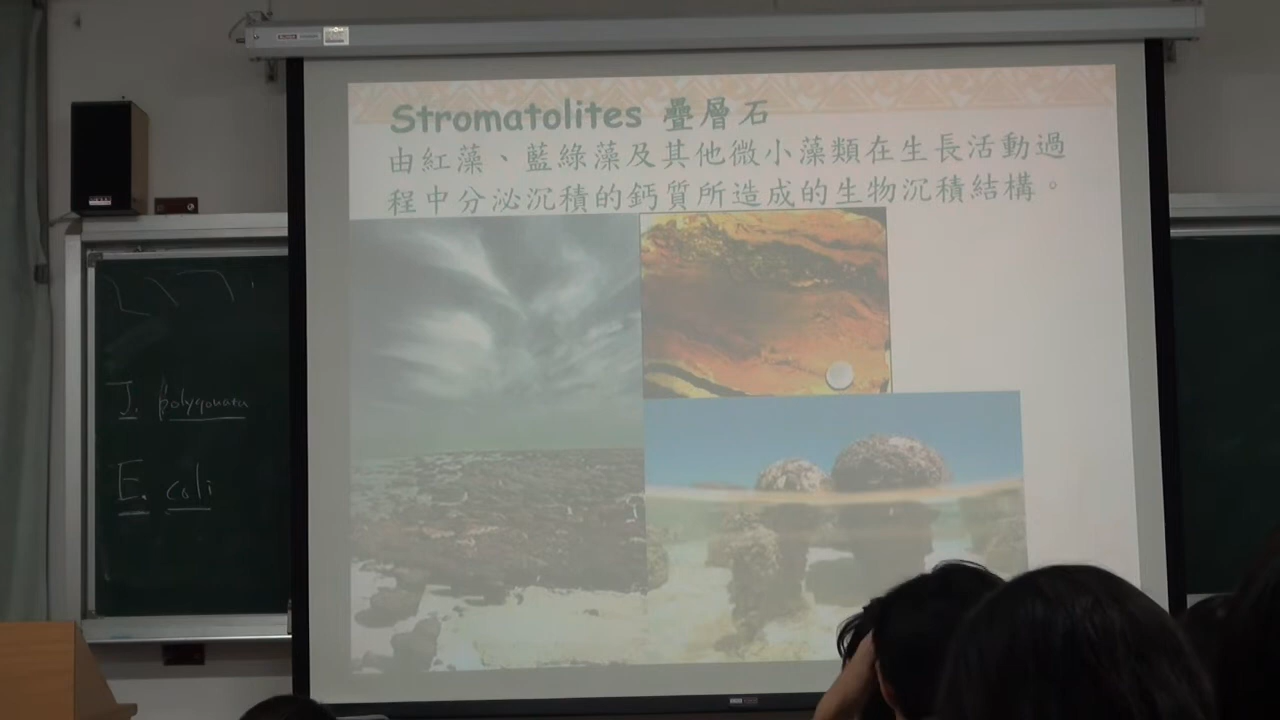 Stromatolites 疊層石
由紅藻、藍綠藻及其他微小藻類在生長活動過
程中分泌沉積的鈣質所造成的生物沉積結構。
J. polygonata
E. coli